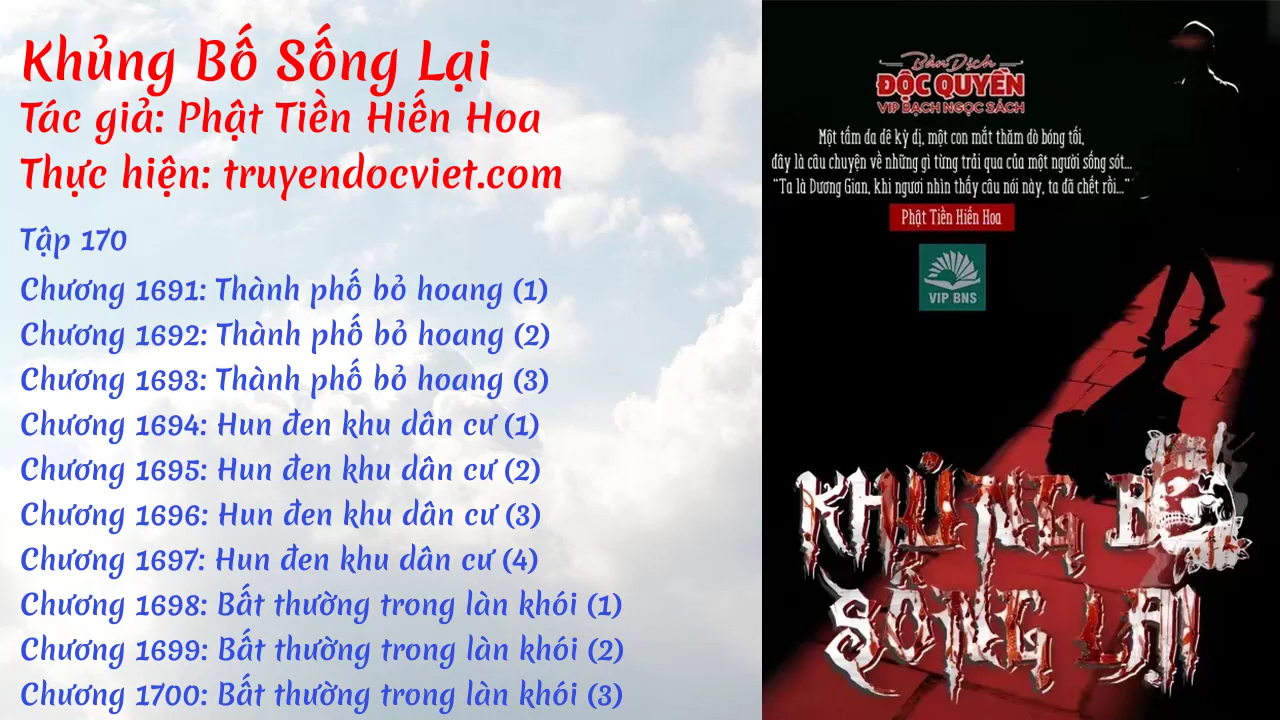 Khủng Bố Sống Lại
Tác giả: Phật Tiền Hiến Hoa
Thực hiện: truyendocviet.com
Tập 170
Chương 1691: Thành phố bỏ hoang (1)
Chương 1692: Thành phố bỏ hoang (2)
Chương 1693: Thành phố bỏ hoang (3)
Chương 1694: Hun đen khu dân cư (1)
Chương 1695: Hun đen khu dân cư (2)
Chương 1696: Hun đen khu dân cư (3)
Chương 1697: Hun đen khu dân cư (4)
Chương 1698: Bất thường trong làn khói (1)
Chương 1699: Bất thường trong làn khói (2)
Chương 1700: Bất thường trong làn khói (3)
Bản Dịch
ĐỘC QUYỀN
VIP BẠCH NGỌC SÁCH
Một tấm da dê kỳ dị, một con mắt thăm dò bóng tối,
đây là câu chuyện về những gì từng trải qua của một người sống sót...
"Ta là Dương Gian, khi ngươi nhìn thấy câu nói này, ta đã chết rồi..."
Phật Tiền Hiến Hoa
VIP BNS
KHỦNG BỐ
SỐNG LẠI